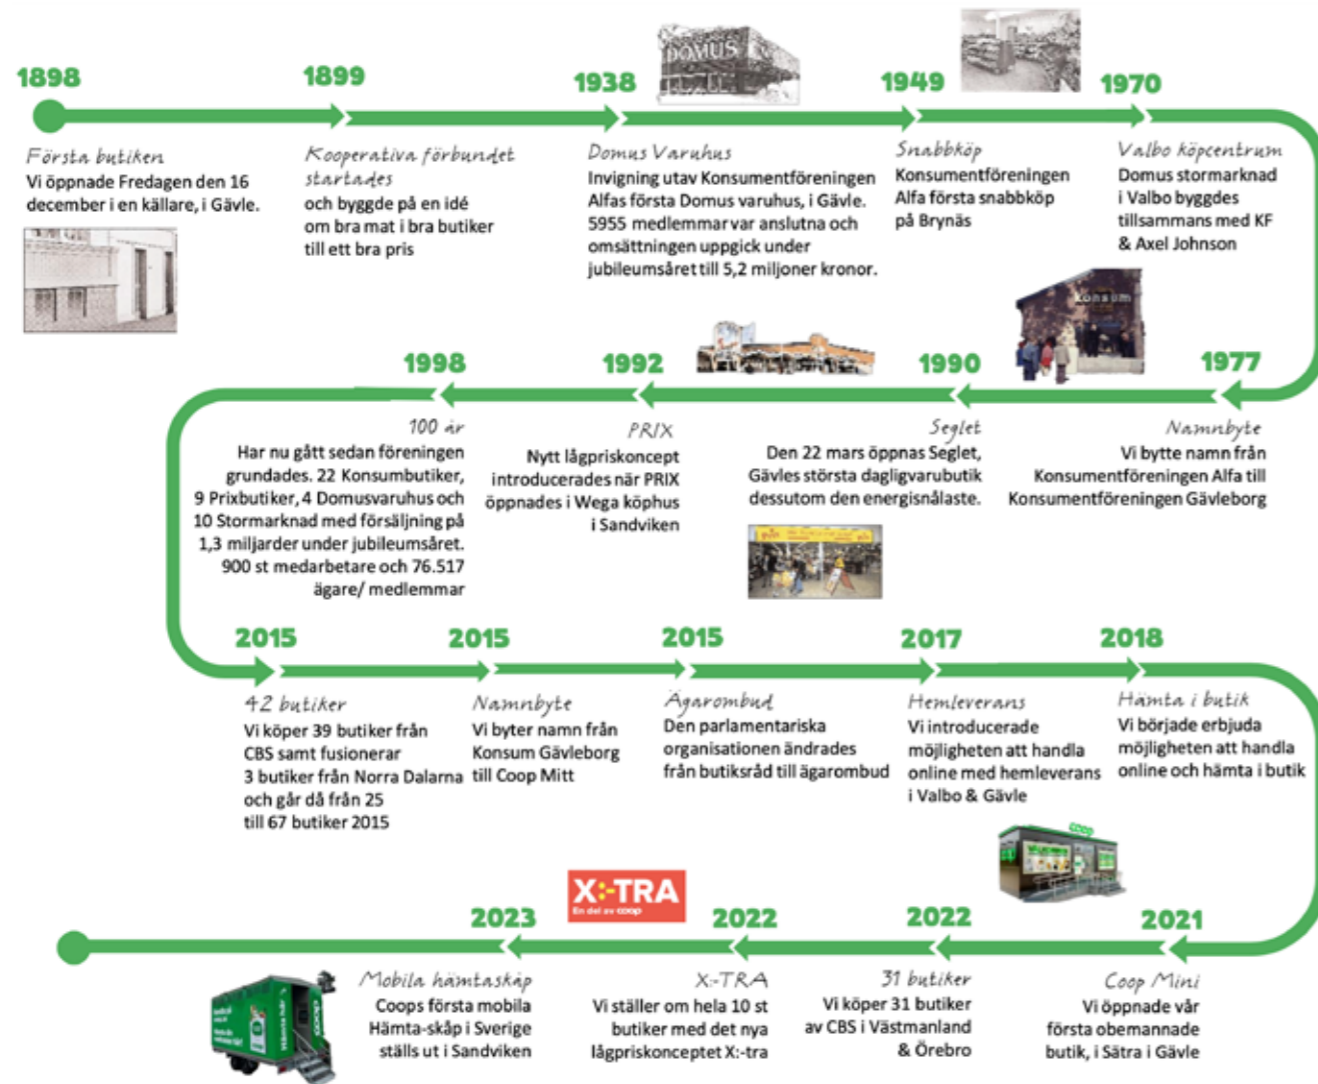 1898
Första butiken
Vi öppnade Fredagen den 16
december i en källare, i Gävle.
1899
Kooperativa förbundet
startades
och byggde på en idé
om bra mat i bra butiker
till ett bra pris
DOMUS
1938
Domus Varuhus
Invigning utav Konsumentföreningen
Alfas första Domus varuhus, i Gävle.
5955 medlemmar var anslutna och
omsättningen uppgick under
jubileumsåret till 5,2 miljoner kronor.
1949
Snabbköp
Konsumentföreningen
Alfa första snabbköp
på Brynäs
1970
Valbo köpcentrum
Domus stormarknad
i Valbo byggdes
tillsammans med KF
& Axel Johnson
Konsum
1977
Namnbyte
Vi bytte namn från
Konsumentföreningen Alfa till
Konsumentföreningen Gävleborg
1990
Seglet
Den 22 mars öppnas Seglet,
Gävles största dagligvarubutik
dessutom den energisnålaste.
1992
PRIX
Nytt lågpriskoncept
introducerades när PRIX
öppnades i Wega köphus
i Sandviken
1998
100 år
Har nu gått sedan föreningen
grundades. 22 Konsumbutiker,
9 Prixbutiker, 4 Domusvaruhus och
10 Stormarknad med försäljning på
1,3 miljarder under jubileumsåret.
900 st medarbetare och 76.517
ägare/ medlemmar
2015
42 butiker
Vi köper 39 butiker från
CBS samt fusionerar
3 butiker från Norra Dalarna
och går då från 25
till 67 butiker 2015
2015
Namnbyte
Vi byter namn från
Konsum Gävleborg
till Coop Mitt
2015
Ägarombud
Den parlamentariska
organisationen ändrades
från butiksråd till ägarombud
2017
Hemleverans
Vi introducerade
möjligheten att handla
online med hemleverans
i Valbo & Gävle
2018
Hämta i butik
Vi började erbjuda
möjligheten att handla
online och hämta i butik
coop
2021
Coop Mini
Vi öppnade vår
första obemannade
butik, i Sätra i Gävle
2022
31 butiker
Vi köper 31 butiker
av CBS i Västmanland
& Örebro
X:-TRA
En del av coop
2022
X:-TRA
Vi ställer om hela 10 st
butiker med det nya
lågpriskonceptet X:-tra
2023
Mobila hämtaskåp
Coops första mobila
Hämta-skåp i Sverige
ställs ut i Sandviken
Hämta här
coop